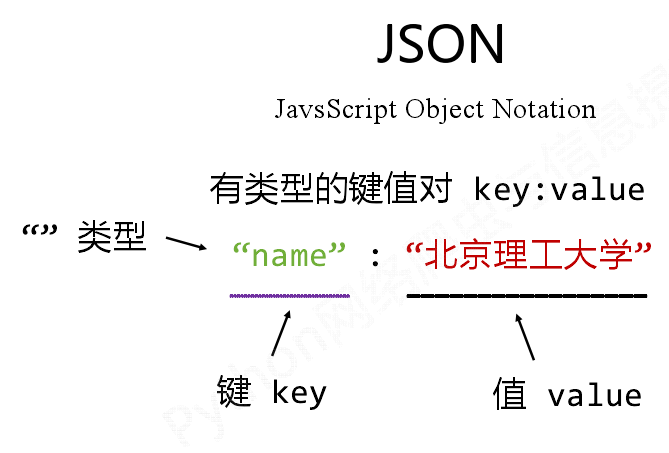 JSON
JavsScript Object Notation
有类型的键值对 key:value
“” 类型
“name” : “北京理工大学”
键 key
值 value